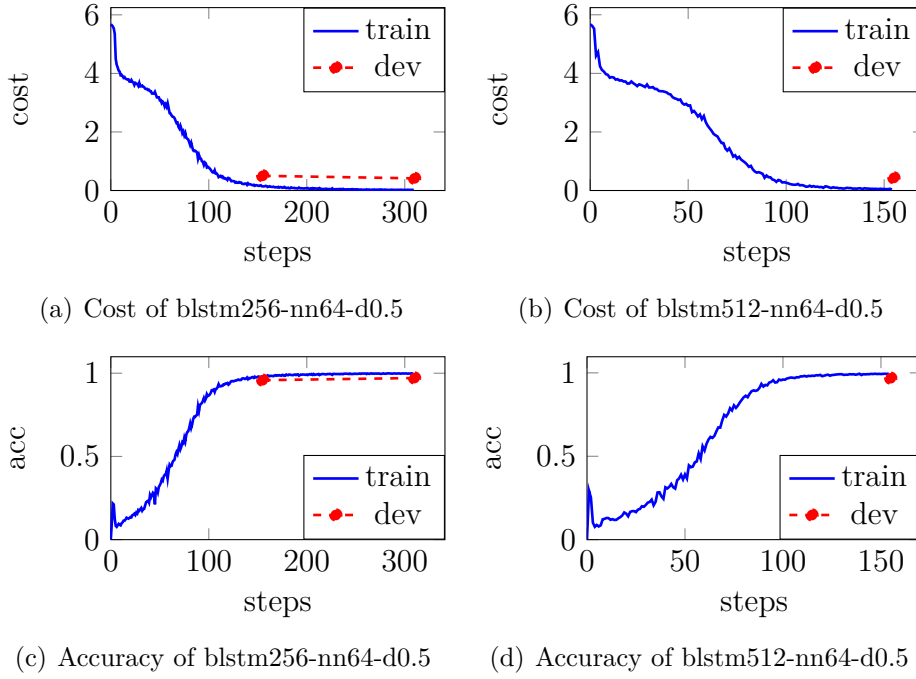 6
4
2
0
cost
0 100 200 300
steps
train
dev
(a) Cost of blstm256-nn64-d0.5
6
4
2
0
cost
0 50 100 150
steps
train
dev
(b) Cost of blstm512-nn64-d0.5
1
0.5
0
acc
0 100 200 300
steps
train
dev
(c) Accuracy of blstm256-nn64-d0.5
1
0.5
0
acc
0 50 100 150
steps
train
dev
(d) Accuracy of blstm512-nn64-d0.5